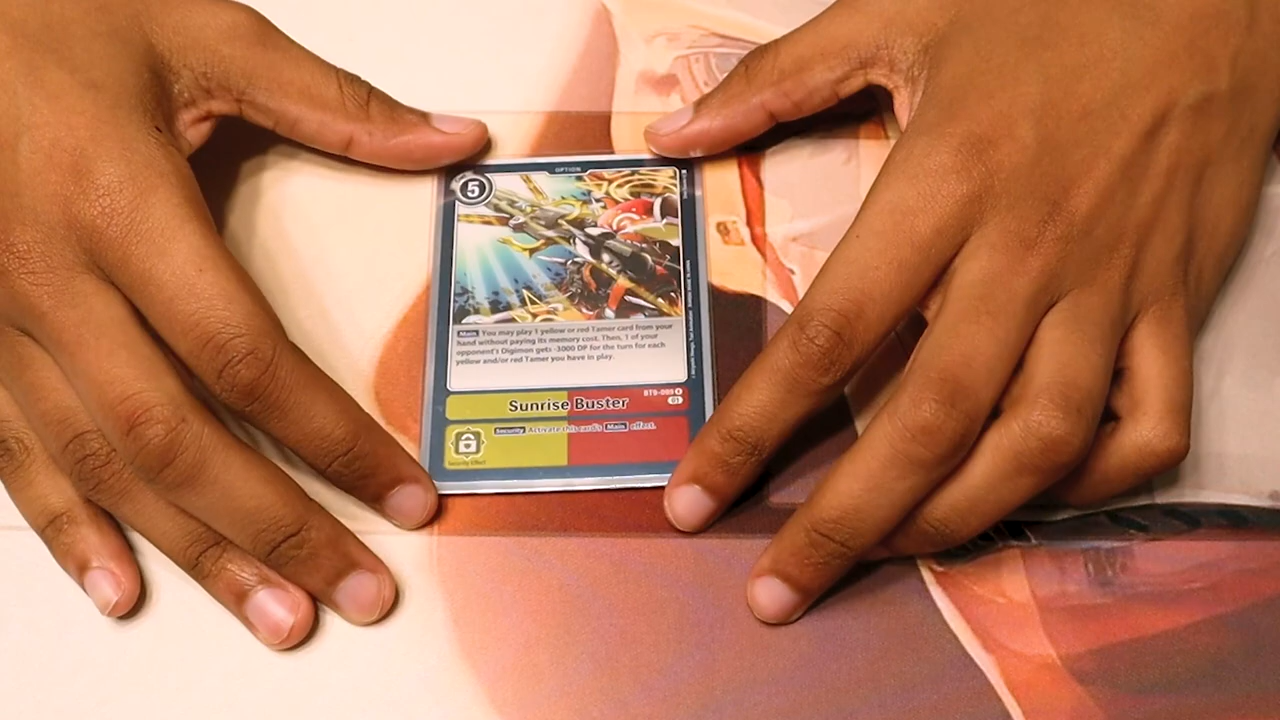 OPTION
5
Main You may play 1 yellow or red Tamer card from your
hand without paying its memory cost. Then, 1 of your
opponent's Digimon gets -3000 DP for the turn for each
yellow and/or red Tamer you have in play.
BT9-099 R
Sunrise Buster
01
Security Activate this card's Main effect.
Security Effect